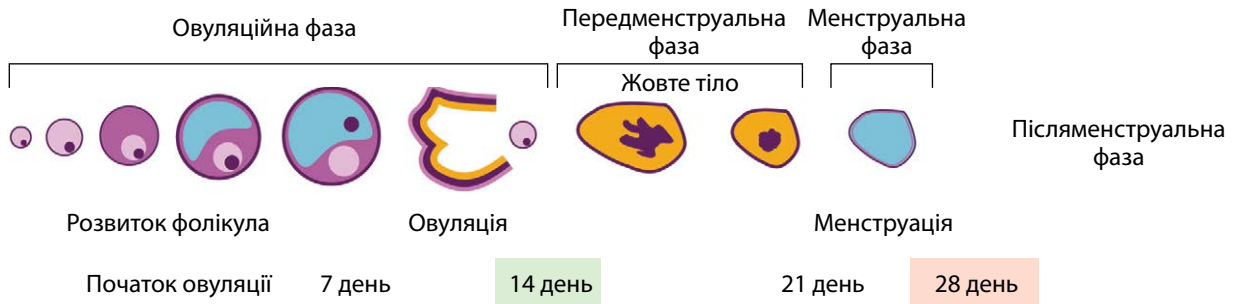 Овуляційна фаза
Передменструальна
фаза
Менструальна
фаза
Жовте тіло
Післяменструальна
фаза
Розвиток фолікула
Овуляція
Менструація
Початок овуляції
7 день
14 день
21 день
28 день